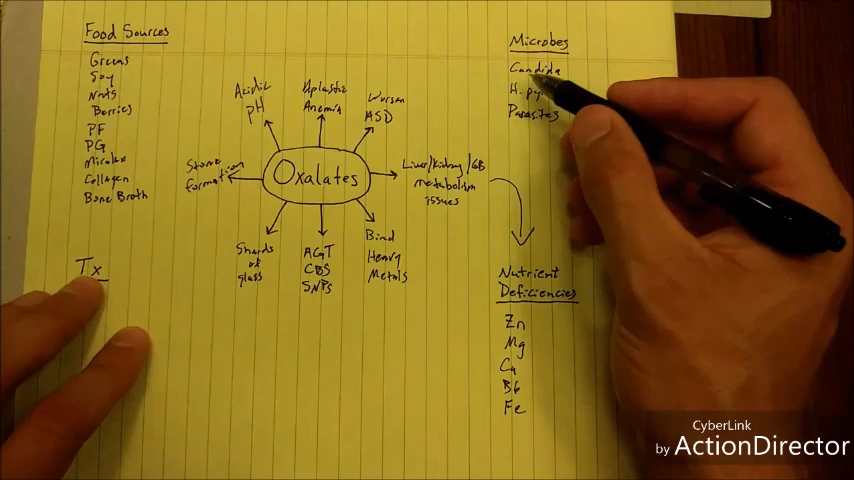 Food Sources
Greens
Soy
Nuts
Berries
PF
PG
Miralax
Collagen
Bone Broth
Tx
Acidic
pH
Aplastic
Anemia
Worsen
ASD
Stone
formation
Oxalates
Liver/Kidney/GB
metabolism
issues
Shards
of
glass
AGT
CBS
SNPs
Bind
Heavy
Metals
Microbes
Candida
H. py
Parasites
Nutrient
Deficiencies
Zn
Mg
Ca
B6
Fe
CyberLink
by ActionDirector